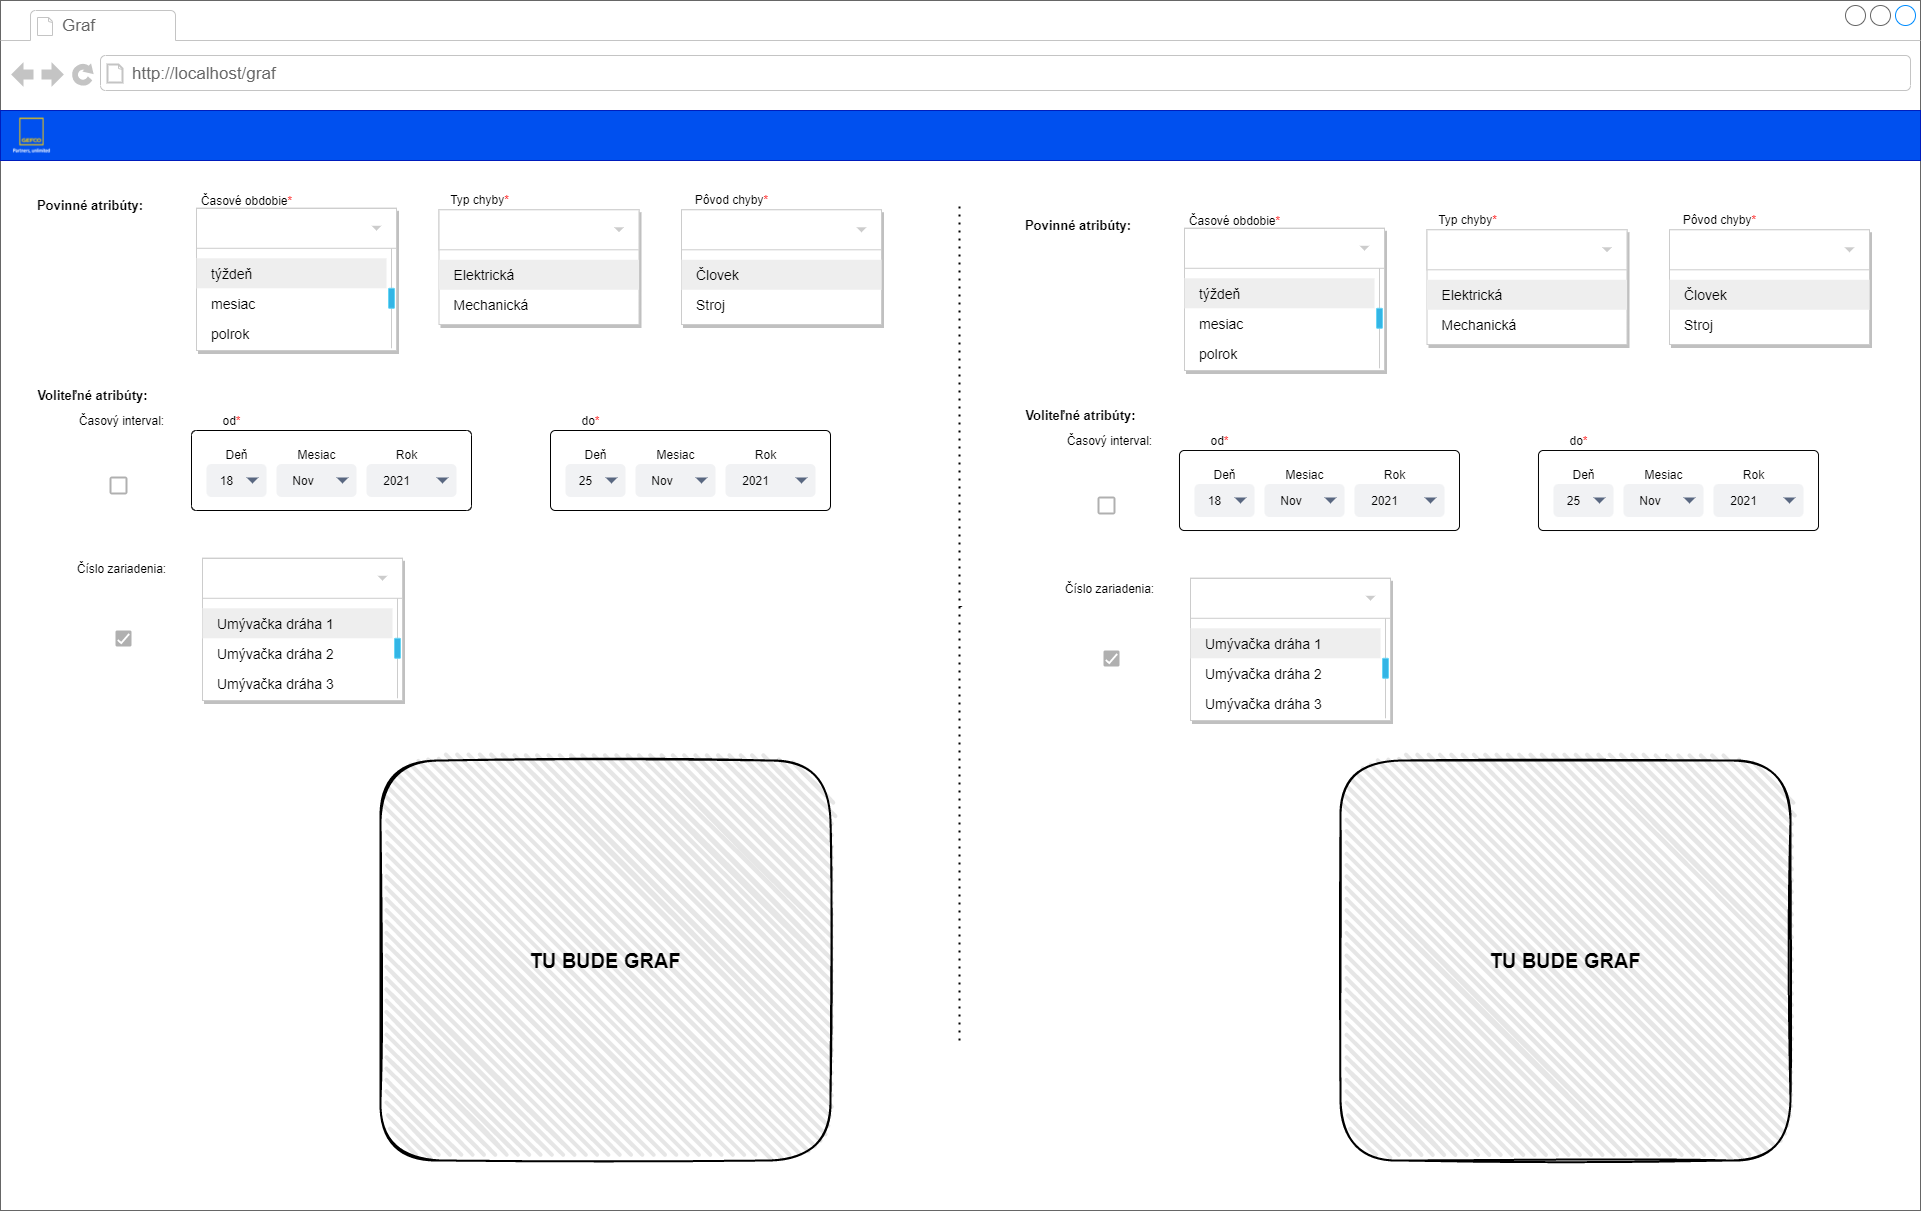 Graf
http://localhost/graf
GEFCO
Partners, unlimited
Povinné atribúty:
Časové obdobie*
Typ chyby*
Pôvod chyby*
týždeň
mesiac
polrok
Elektrická
Mechanická
Človek
Stroj
Voliteľné atribúty:
Časový interval:
od*
do*
Deň Mesiac Rok
18 Nov 2021
Deň Mesiac Rok
25 Nov 2021
Číslo zariadenia:
Umývačka dráha 1
Umývačka dráha 2
Umývačka dráha 3
TU BUDE GRAF
Povinné atribúty:
Časové obdobie*
Typ chyby*
Pôvod chyby*
týždeň
mesiac
polrok
Elektrická
Mechanická
Človek
Stroj
Voliteľné atribúty:
Časový interval:
od*
do*
Deň Mesiac Rok
18 Nov 2021
Deň Mesiac Rok
25 Nov 2021
Číslo zariadenia:
Umývačka dráha 1
Umývačka dráha 2
Umývačka dráha 3
TU BUDE GRAF